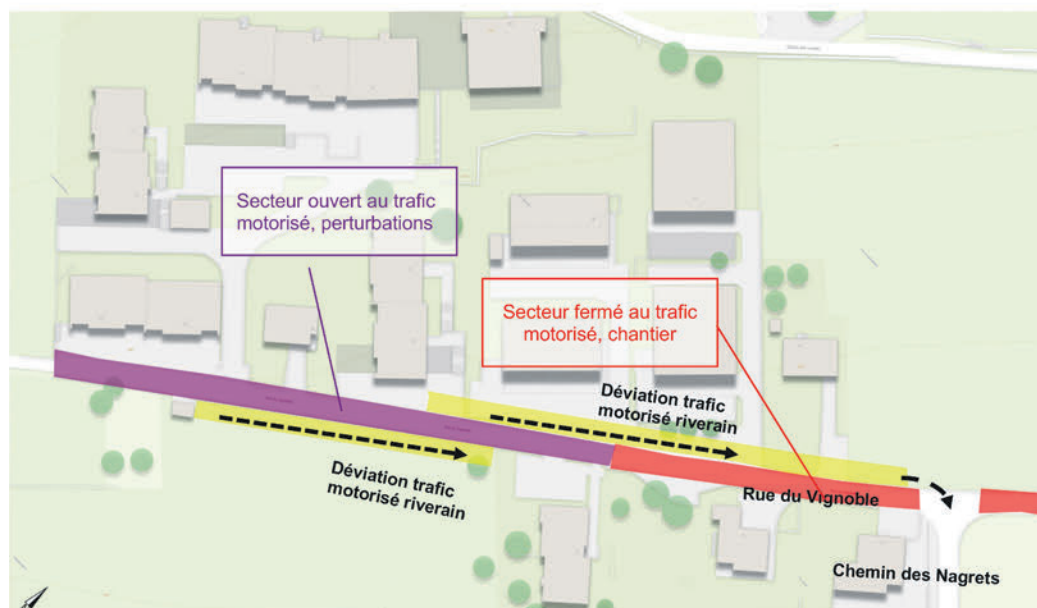 Secteur ouvert au trafic
motorisé, perturbations
Secteur fermé au trafic
motorisé, chantier
Déviation trafic
motorisé riverain
Déviation trafic
motorisé riverain
Rue du Vignoble
Chemin des Nagrets